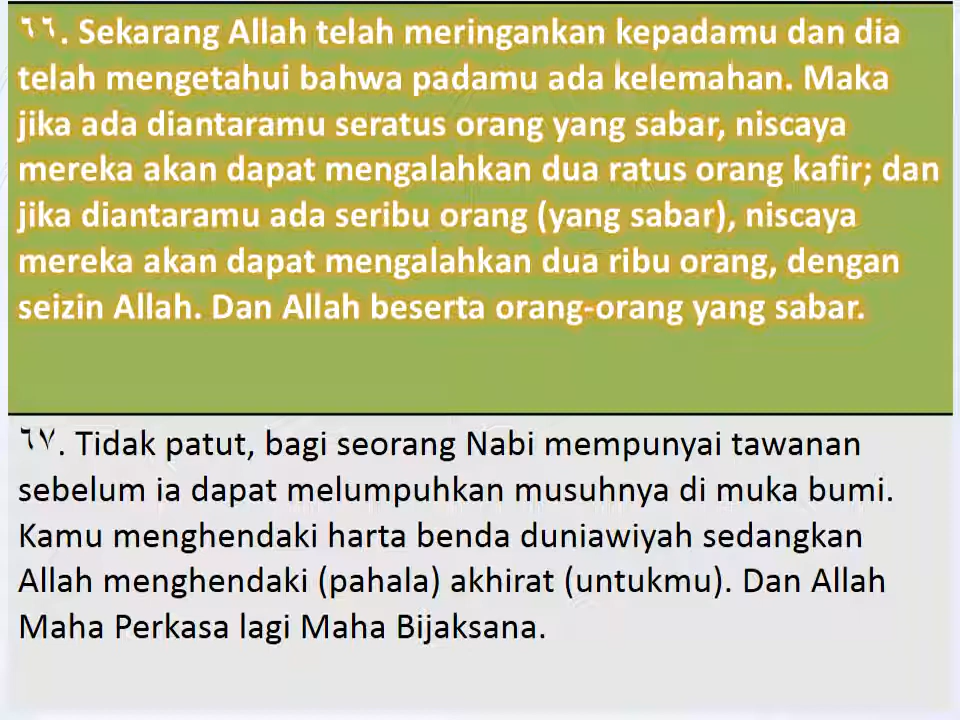 ٦٦. Sekarang Allah telah meringankan kepadamu dan dia
telah mengetahui bahwa padamu ada kelemahan. Maka
jika ada diantaramu seratus orang yang sabar, niscaya
mereka akan dapat mengalahkan dua ratus orang kafir; dan
jika diantaramu ada seribu orang (yang sabar), niscaya
mereka akan dapat mengalahkan dua ribu orang, dengan
seizin Allah. Dan Allah beserta orang-orang yang sabar.
٦٧. Tidak patut, bagi seorang Nabi mempunyai tawanan
sebelum ia dapat melumpuhkan musuhnya di muka bumi.
Kamu menghendaki harta benda duniawiyah sedangkan
Allah menghendaki (pahala) akhirat (untukmu). Dan Allah
Maha Perkasa lagi Maha Bijaksana.